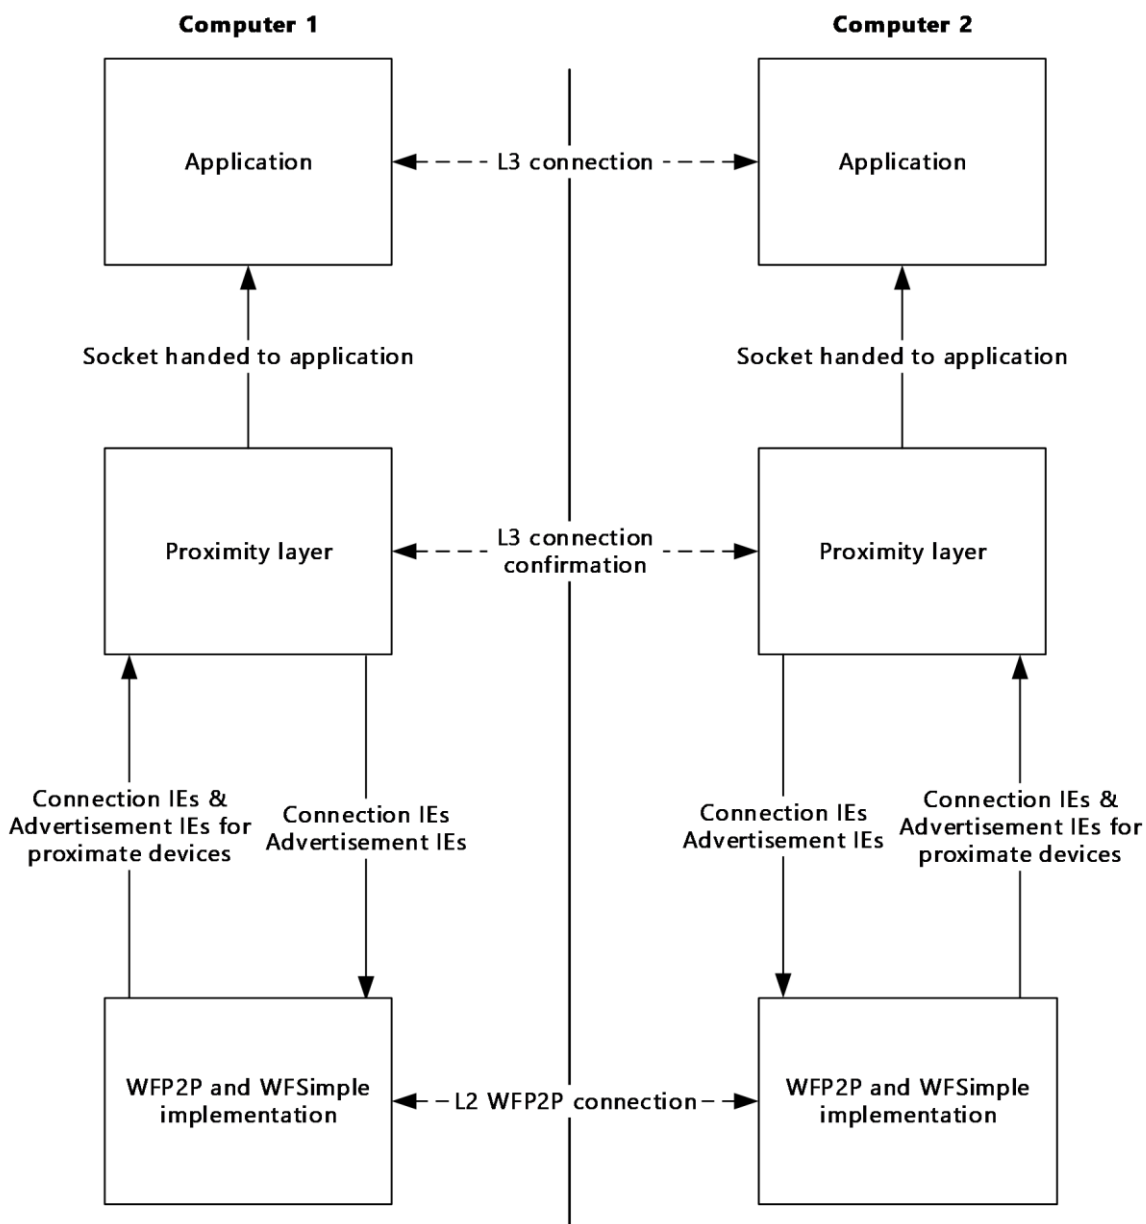 Computer 1
Computer 2
Application
L3 connection
Application
Socket handed to application
Socket handed to application
Proximity layer
L3 connection
confirmation
Proximity layer
Connection IEs &
Advertisement IEs for
proximate devices
Connection IEs
Advertisement IEs
Connection IEs
Advertisement IEs
Connection IEs &
Advertisement IEs for
proximate devices
WFP2P and WFSimple
implementation
L2 WFP2P connection
WFP2P and WFSimple
implementation